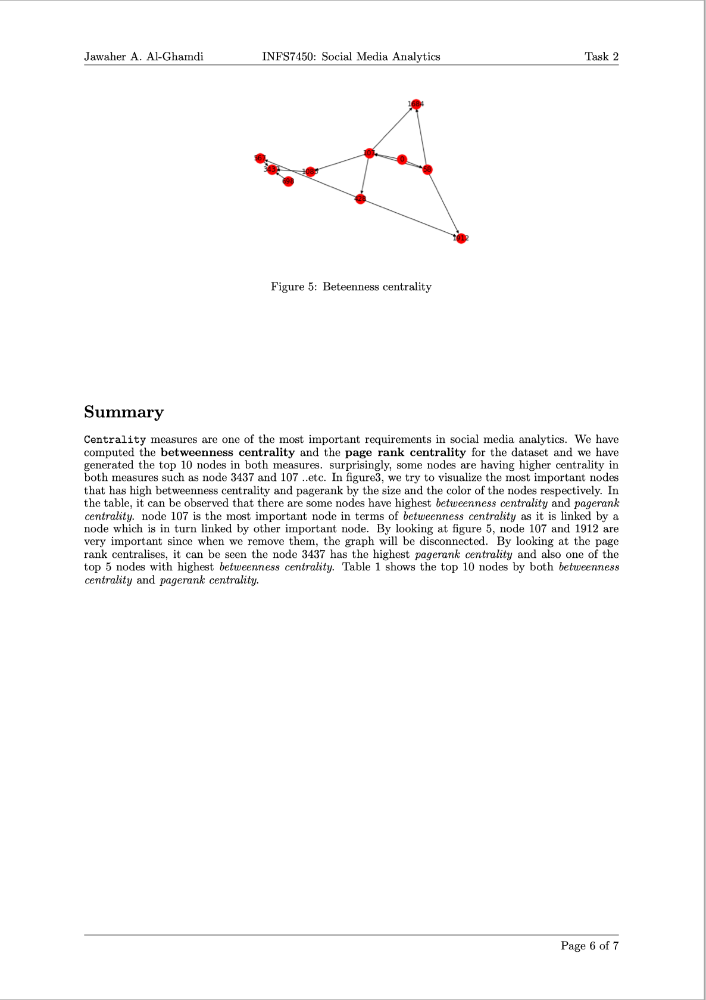 Jawaher A. Al-Ghamdi INFS7450: Social Media Analytics Task 2
1684
107
0
58
567
3437
1085
698
428
1912
Figure 5: Beteenness centrality
Summary
Centrality measures are one of the most important requirements in social media analytics. We have
computed the betweenness centrality and the page rank centrality for the dataset and we have
generated the top 10 nodes in both measures. surprisingly, some nodes are having higher centrality in
both measures such as node 3437 and 107 ..etc. In figure3, we try to visualize the most important nodes
that has high betweenness centrality and pagerank by the size and the color of the nodes respectively. In
the table, it can be observed that there are some nodes have highest betweenness centrality and pagerank
centrality. node 107 is the most important node in terms of betweenness centrality as it is linked by a
node which is in turn linked by other important node. By looking at figure 5, node 107 and 1912 are
very important since when we remove them, the graph will be disconnected. By looking at the page
rank centralises, it can be seen the node 3437 has the highest pagerank centrality and also one of the
top 5 nodes with highest betweenness centrality. Table 1 shows the top 10 nodes by both betweenness
centrality and pagerank centrality.
Page 6 of 7